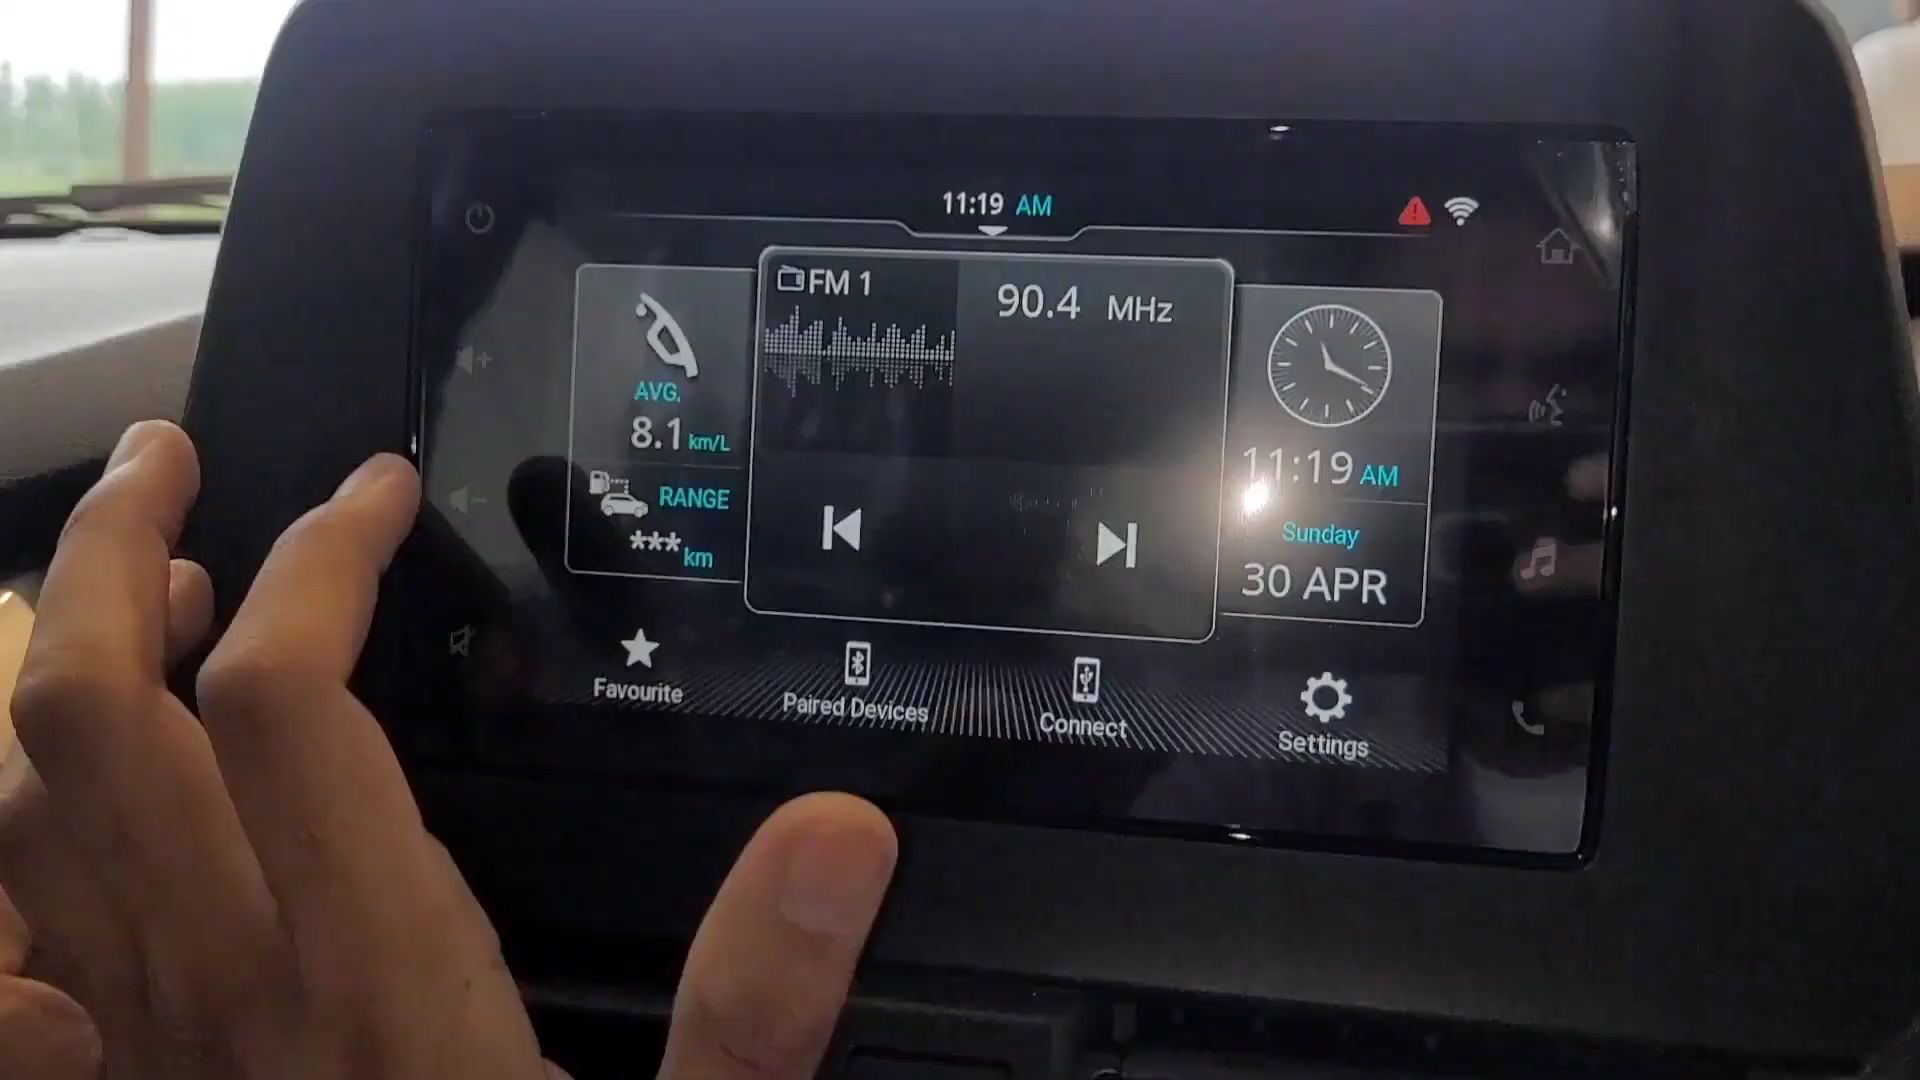 11:19 AM
FM 1
90.4 MHz
AVG.
8.1 km/L
RANGE
*** km
11:19 AM
Sunday
30 APR
Favourite
Paired Devices
Connect
Settings